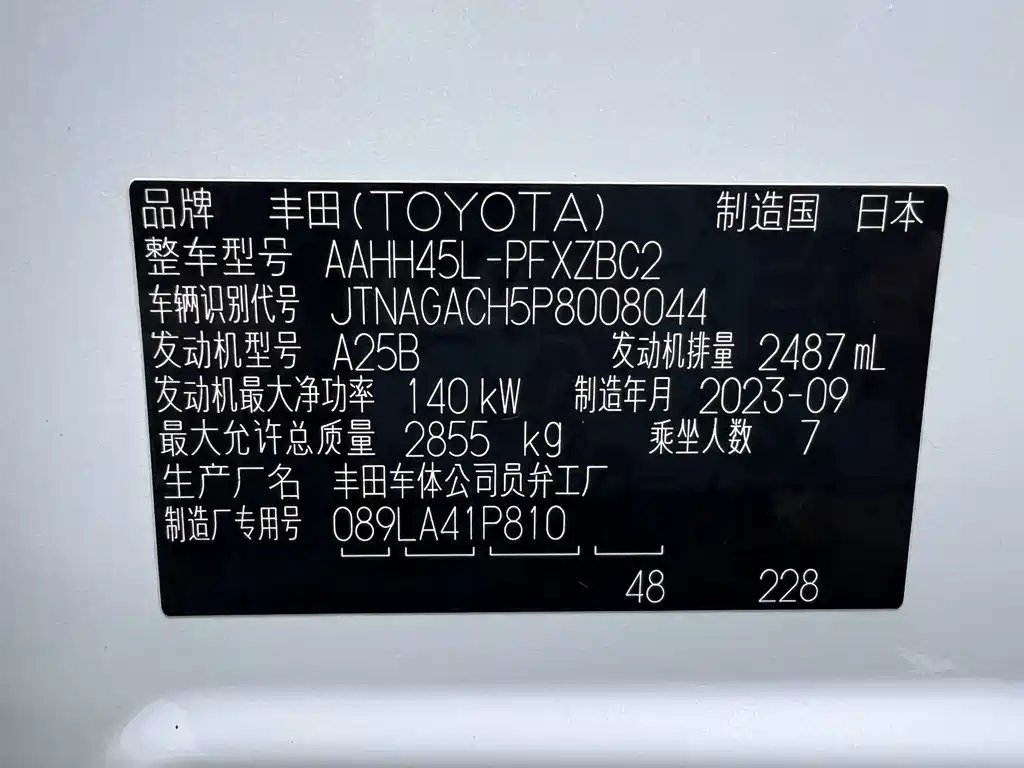 品牌 丰田(TOYOTA) 制造国 日本
整车型号 AAHH45L-PFXZBC2
车辆识别代号 JTNAGACH5P8008044
发动机型号 A25B 发动机排量 2487 mL
发动机最大净功率 140 kW 制造年月 2023-09
最大允许总质量 2855 kg 乘坐人数 7
生产厂名 丰田车体公司员弁工厂
制造厂专用号 089LA41P810
48 228